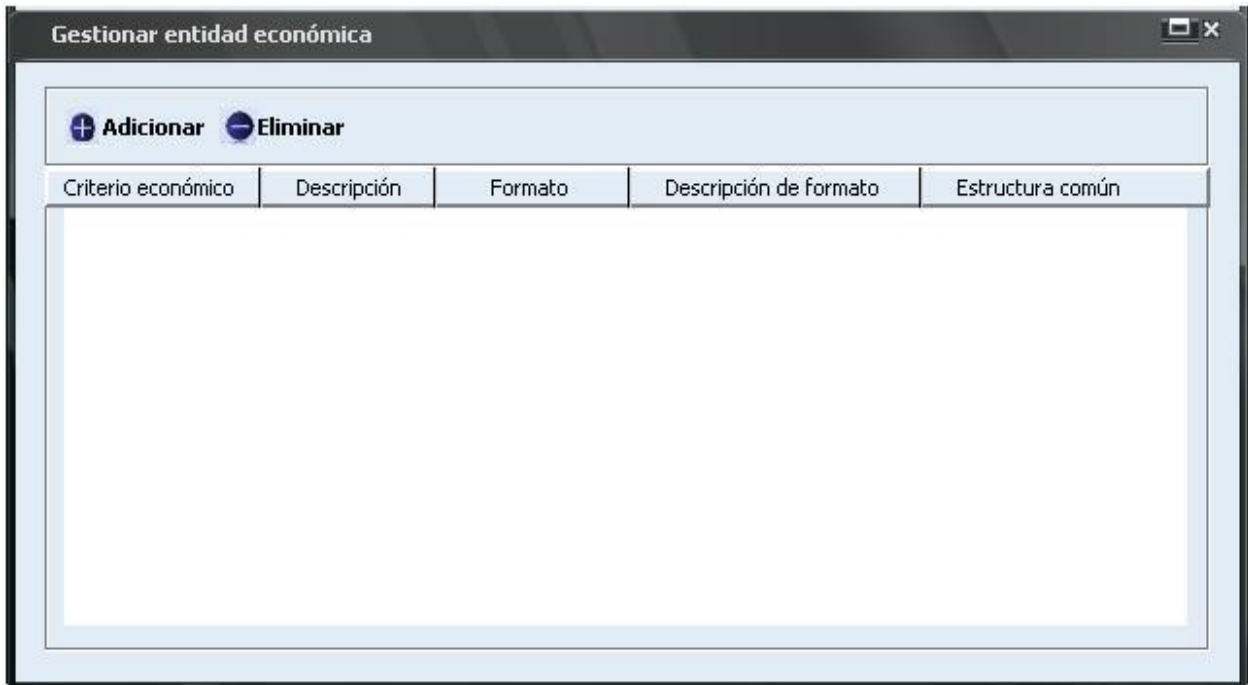 Gestionar entidad económica
Adicionar Eliminar
Criterio económico Descripción Formato Descripción de formato Estructura común